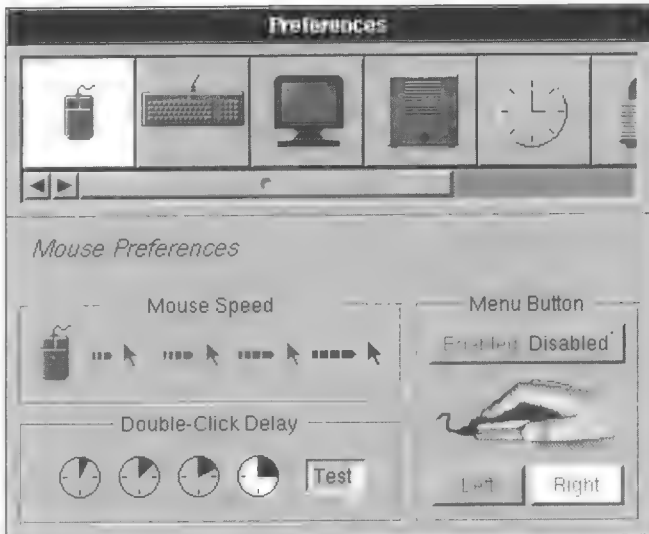 Preferences
Mouse Preferences
Mouse Speed
Menu Button
Enabled Disabled
Double-Click Delay
Test
Left
Right